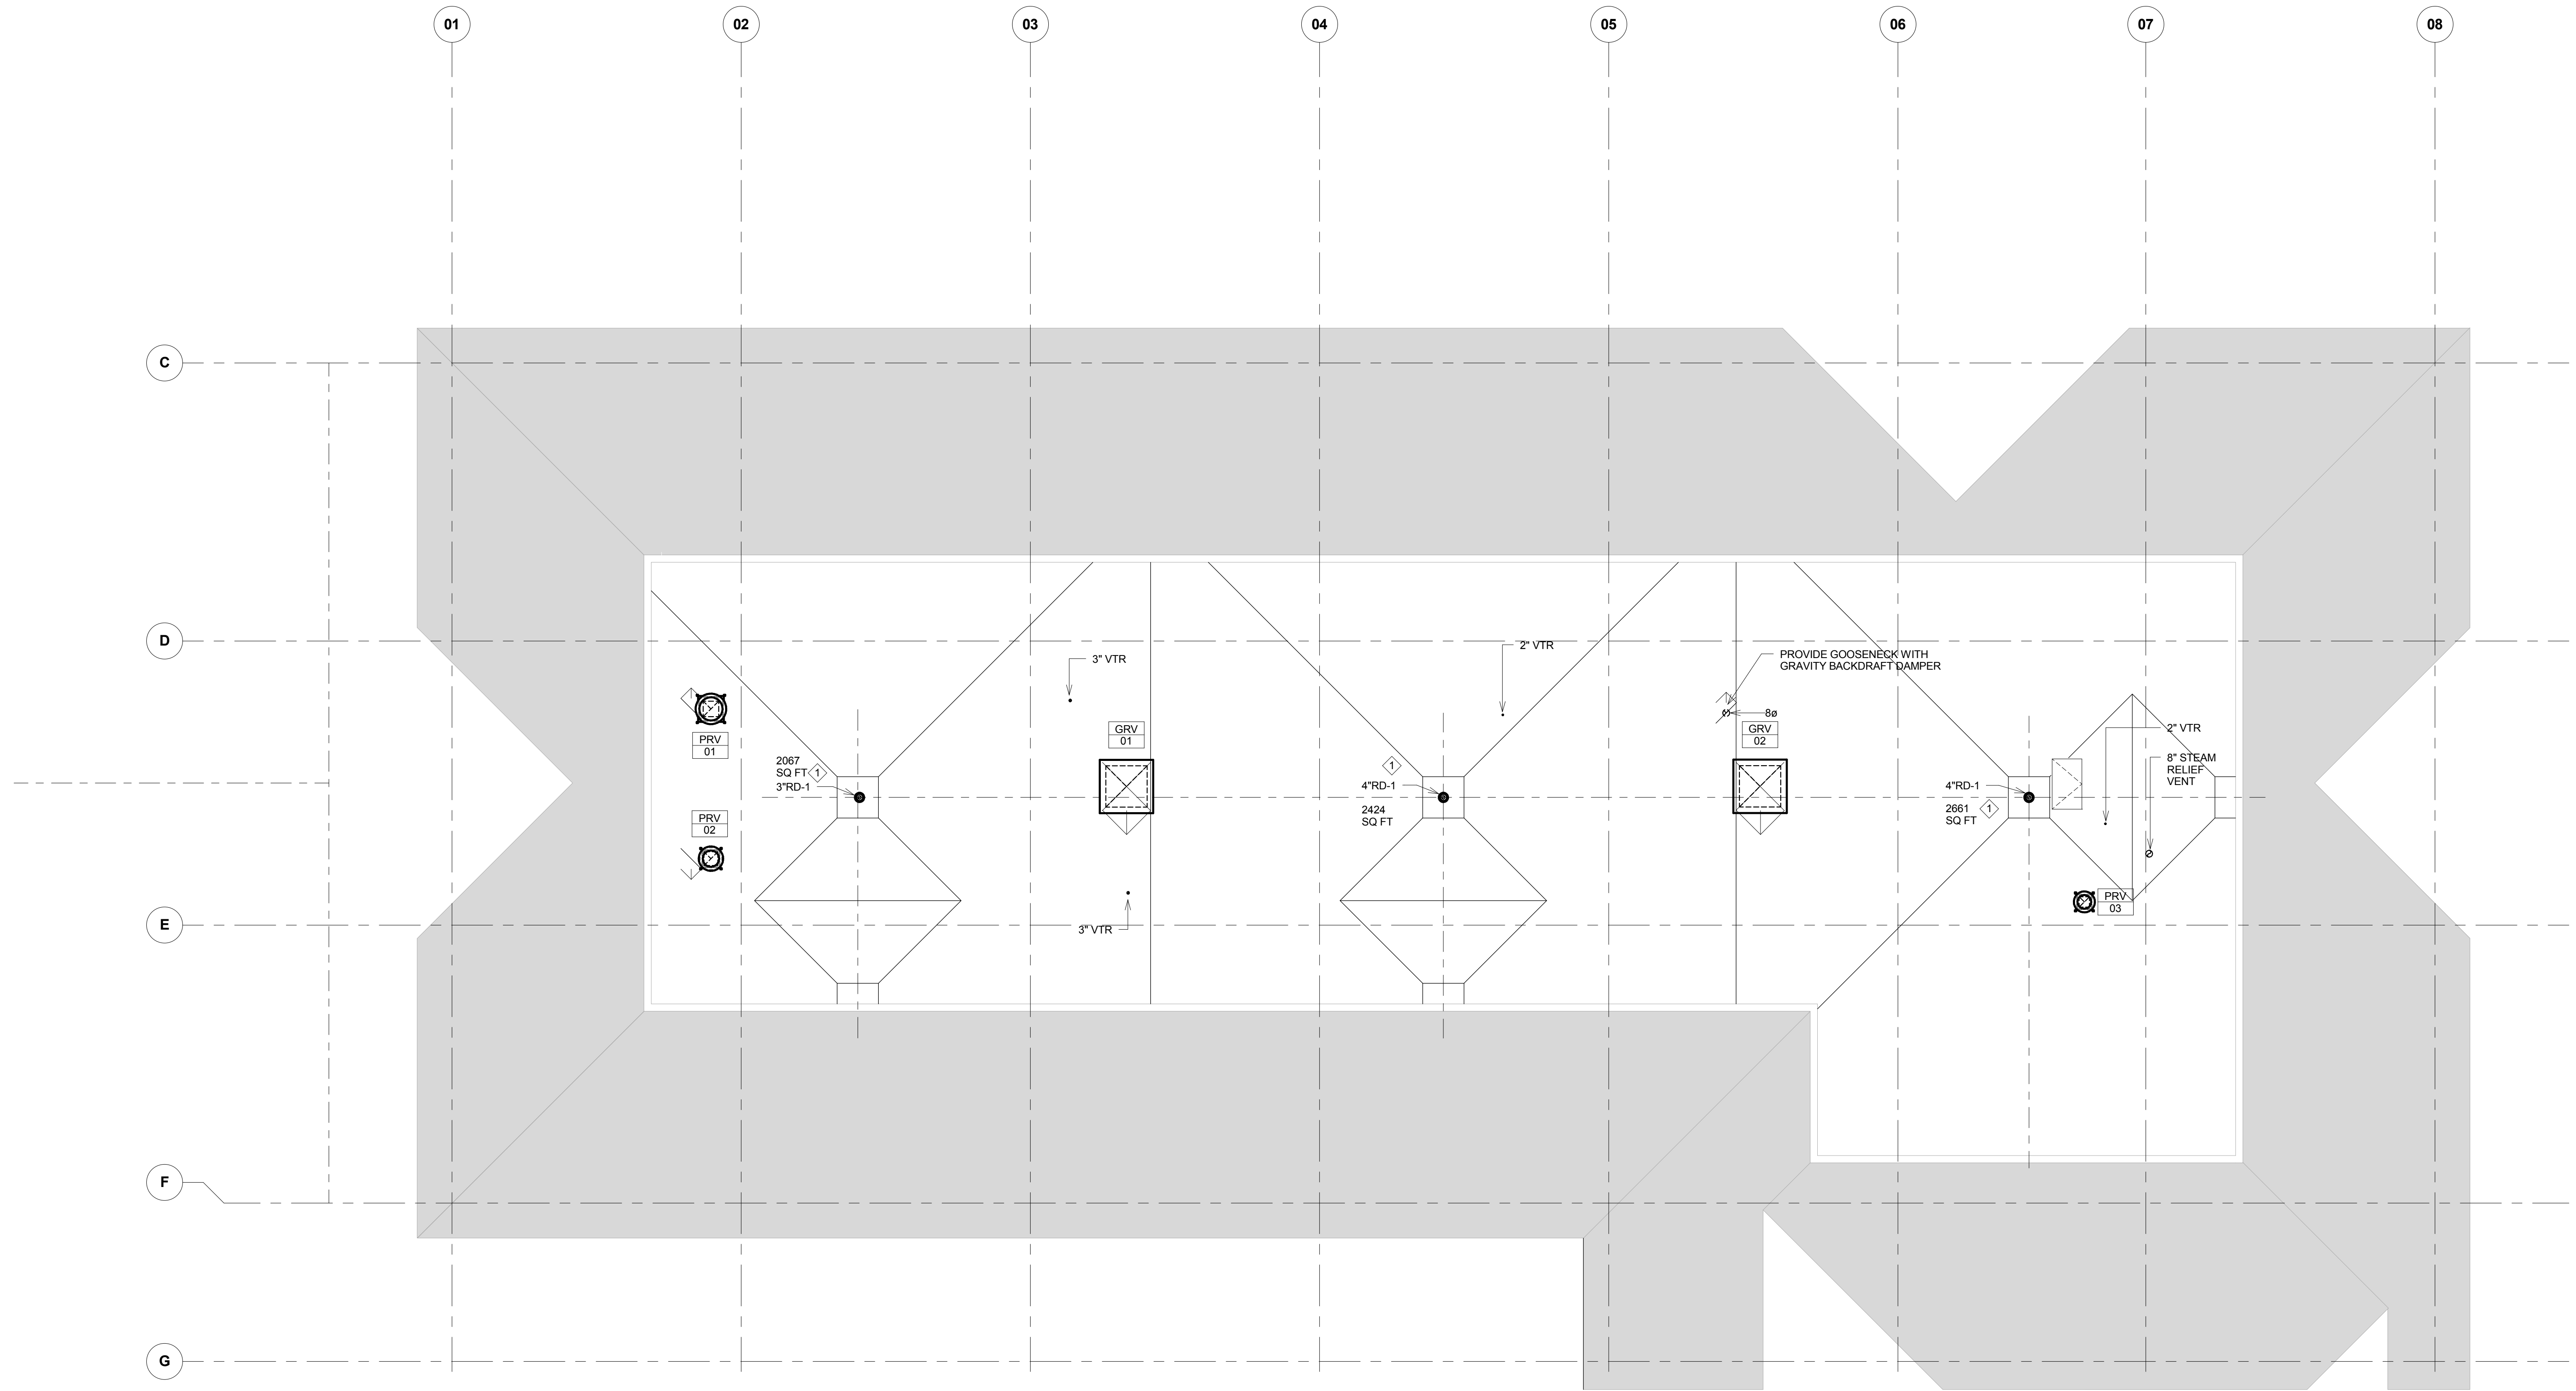 01
02
03
04
05
06
07
08
C
D
E
F
G
3" VTR
2" VTR
PROVIDE GOOSENECK WITH
GRAVITY BACKDRAFT DAMPER
8ø
PRV
01
GRV
01
GRV
02
2" VTR
8" STEAM
RELIEF
VENT
2067
SQ FT
1
3"RD-1
1
4"RD-1
2424
SQ FT
4"RD-1
2661
SQ FT
1
PRV
02
PRV
03
3" VTR